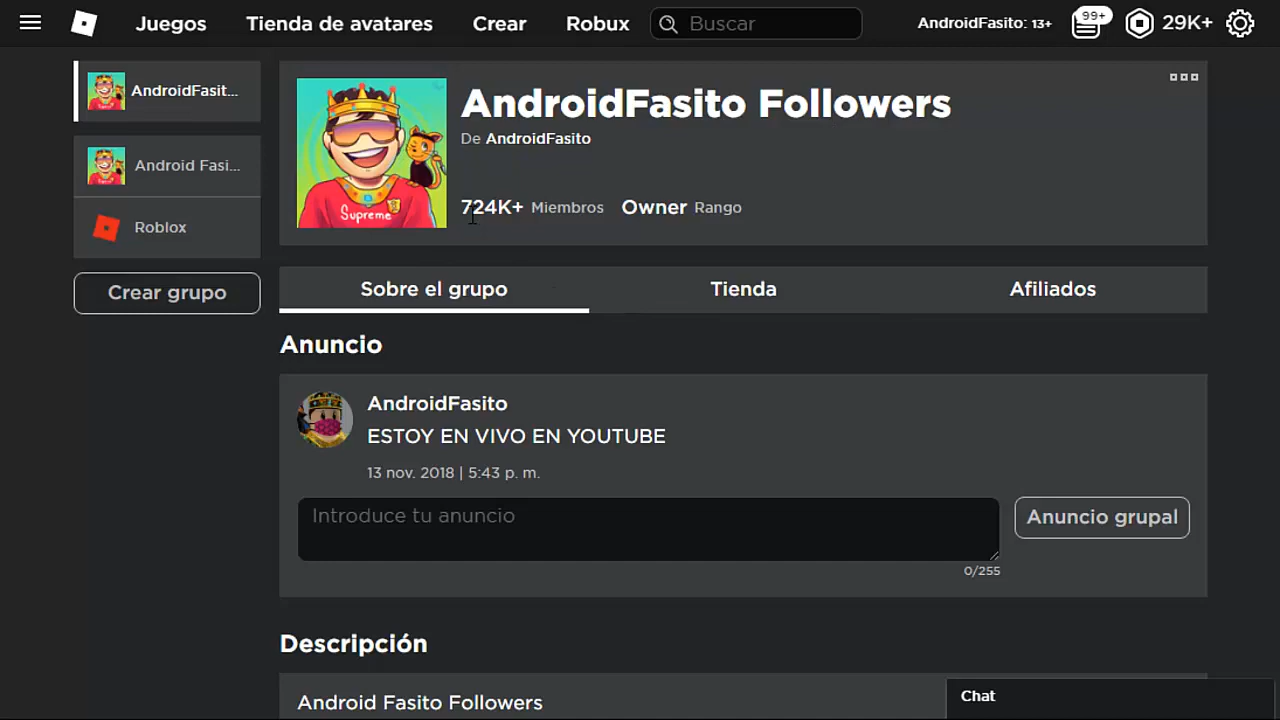 Juegos Tienda de avatares Crear Robux Buscar AndroidFasito: 13+ 99+ 29K+
AndroidFasit...
Android Fasi...
Roblox
Crear grupo
Supreme
AndroidFasito Followers
De AndroidFasito
724K+ Miembros Owner Rango
Sobre el grupo Tienda Afiliados
Anuncio
AndroidFasito
ESTOY EN VIVO EN YOUTUBE
13 nov. 2018 | 5:43 p. m.
Introduce tu anuncio
Anuncio grupal
0/255
Descripción
Android Fasito Followers
Chat